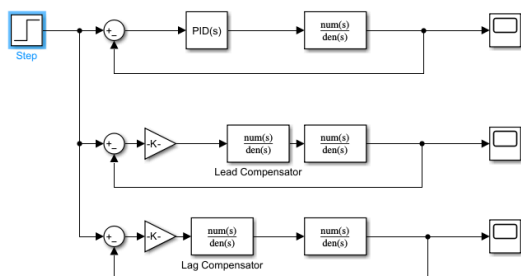 PID(s)
num(s)
den(s)
Step
-K-
num(s)
den(s)
num(s)
den(s)
Lead Compensator
-K-
num(s)
den(s)
num(s)
den(s)
Lag Compensator